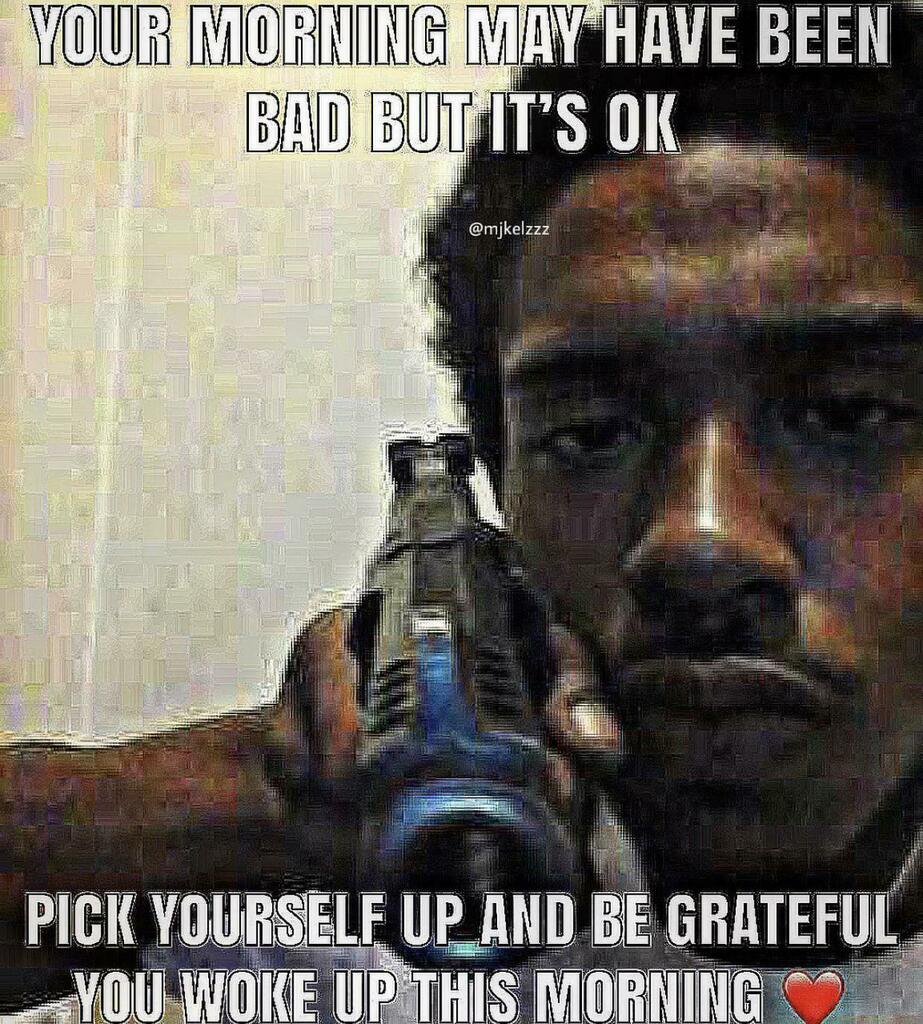 YOUR MORNING MAY HAVE BEEN
BAD BUT IT’S OK
@mjkelzzz
PICK YOURSELF UP AND BE GRATEFUL
YOU WOKE UP THIS MORNING ❤️